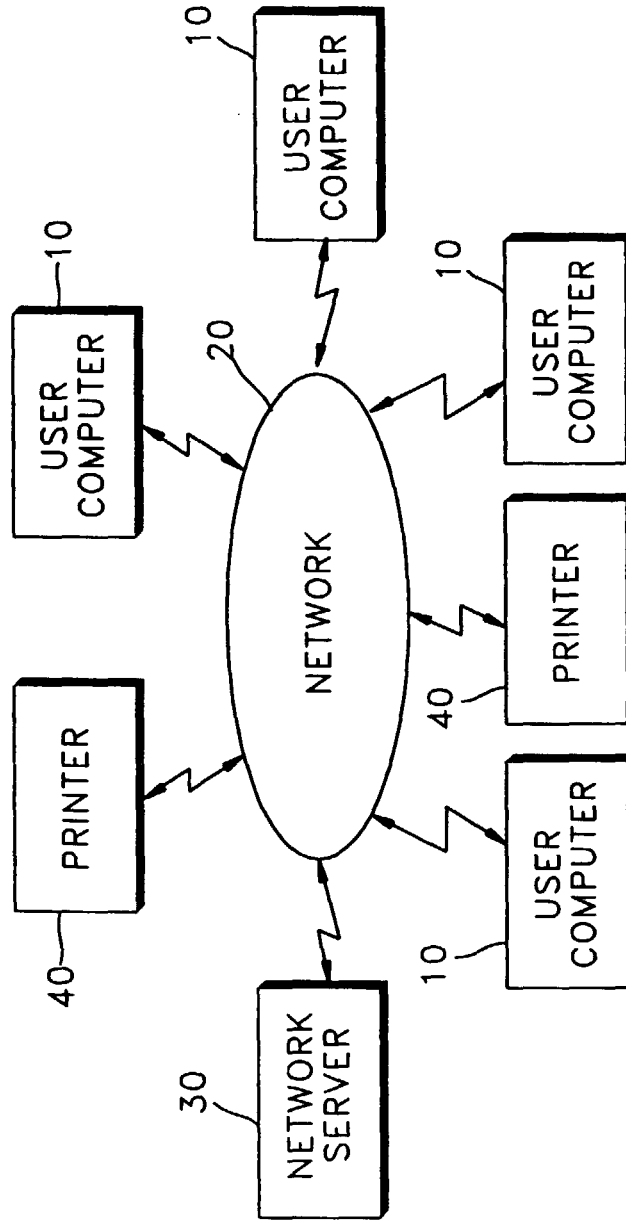 40
PRINTER
USER
COMPUTER
10
30
NETWORK
SERVER
20
NETWORK
10
USER
COMPUTER
10
USER
COMPUTER
40
PRINTER
10
USER
COMPUTER